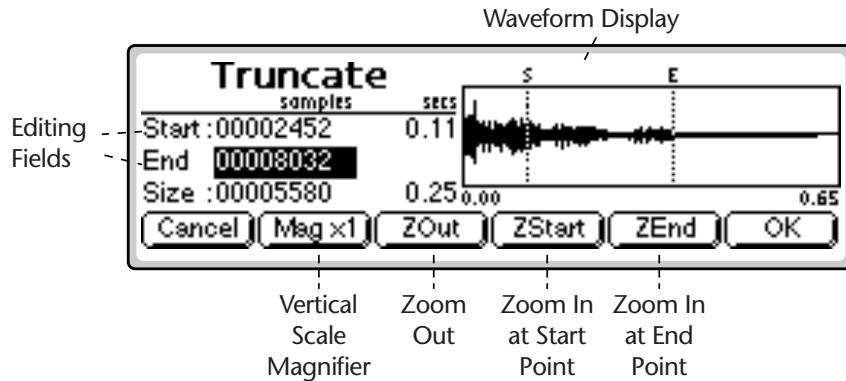 Waveform Display
Truncate
samples secs
S E
Editing Fields
Start :00002452 0.11
End 00008032
Size :00005580 0.25
0.00 0.65
Cancel Mag x1 ZOut ZStart ZEnd OK
Vertical Scale Magnifier
Zoom Out
Zoom In at Start Point
Zoom In at End Point